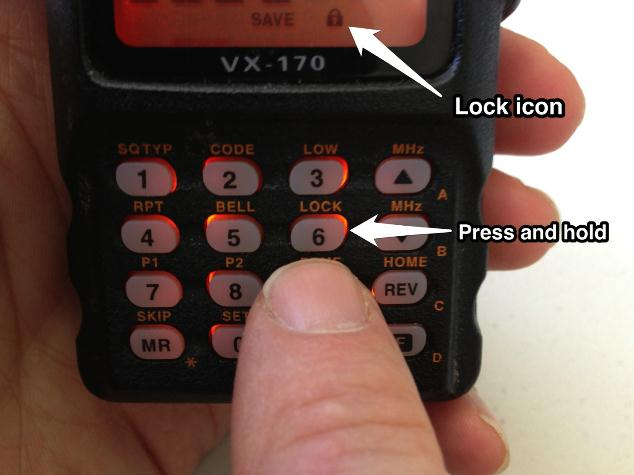 SAVE
VX-170
Lock icon
SQTYP CODE LOW MHz
1 2 3 ▲ A
RPT BELL LOCK MHz
4 5 6 B
Press and hold
P1 P2 HOME
7 8 REV C
SKIP SET
MR * D